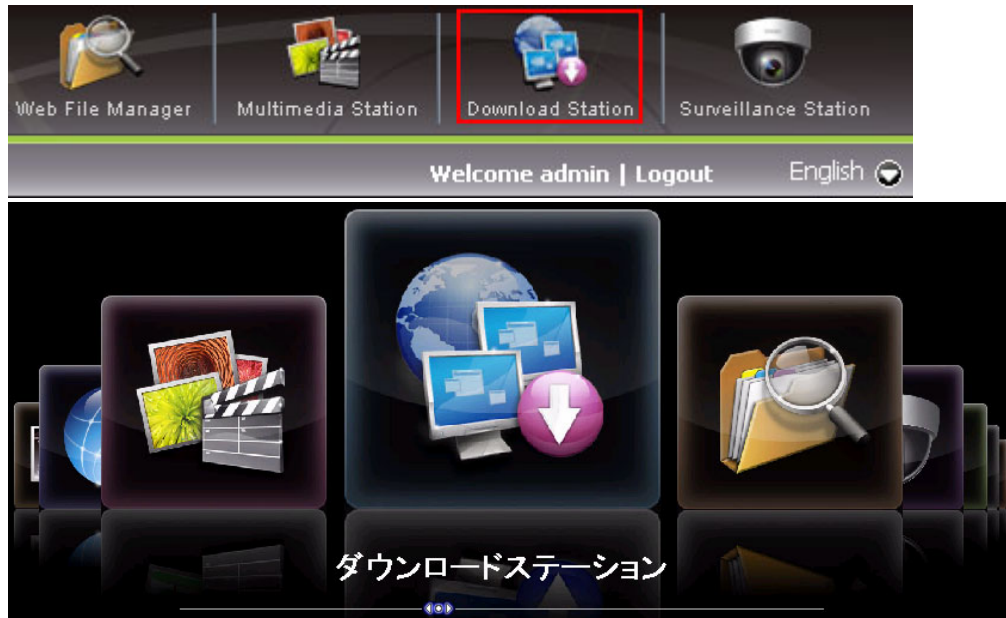 Web File Manager
Multimedia Station
Download Station
Surveillance Station
Welcome admin | Logout
English
ダウンロードステーション